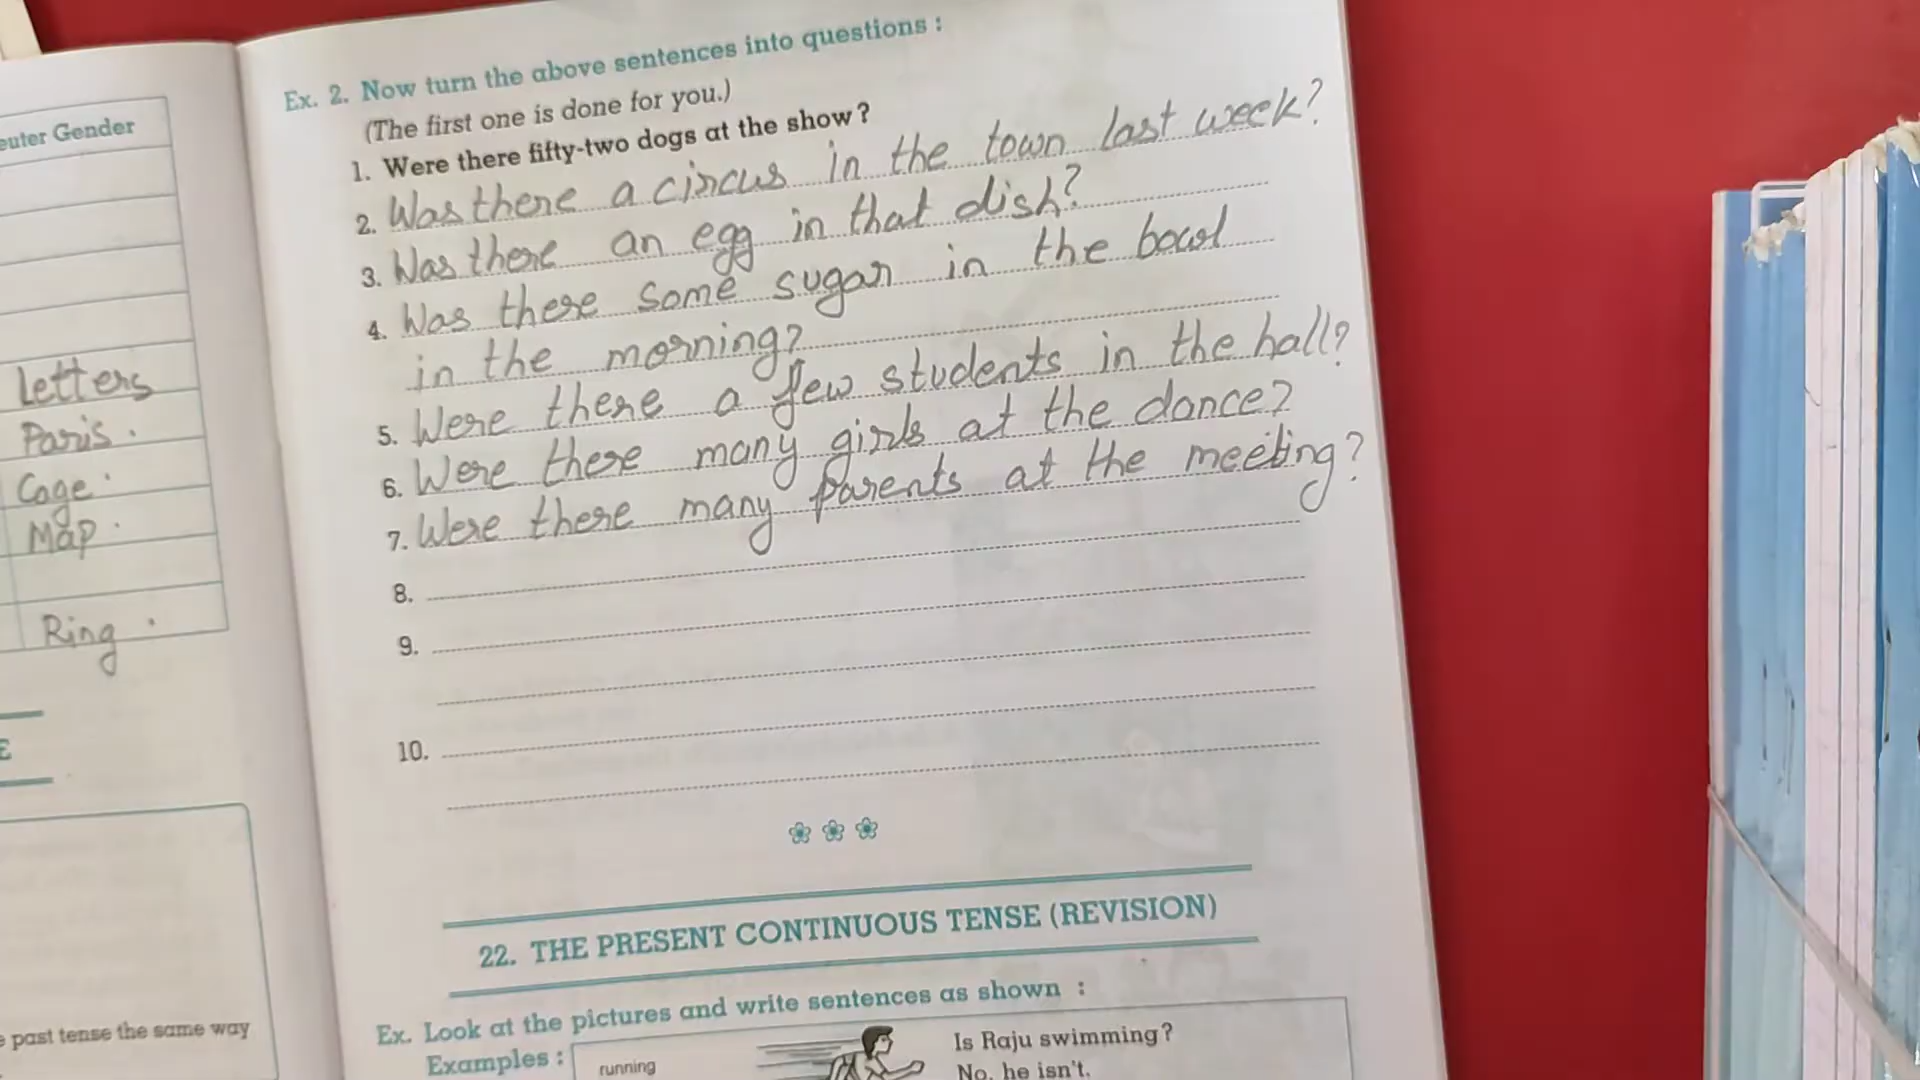 euter Gender
Letters
Paris.
Cage.
Map.
Ring.
E
past tense the same way
Ex. 2. Now turn the above sentences into questions :
(The first one is done for you.)
1. Were there fifty-two dogs at the show?
2. Was there a circus in the town last week?
3. Was there an egg in that dish?
4. Was there some sugar in the bowl
in the morning?
5. Were there a few students in the hall?
6. Were there many girls at the dance?
7. Were there many parents at the meeting?
8.
9.
10.
22. THE PRESENT CONTINUOUS TENSE (REVISION)
Ex. Look at the pictures and write sentences as shown :
Examples :
running
Is Raju swimming?
No, he isn't.